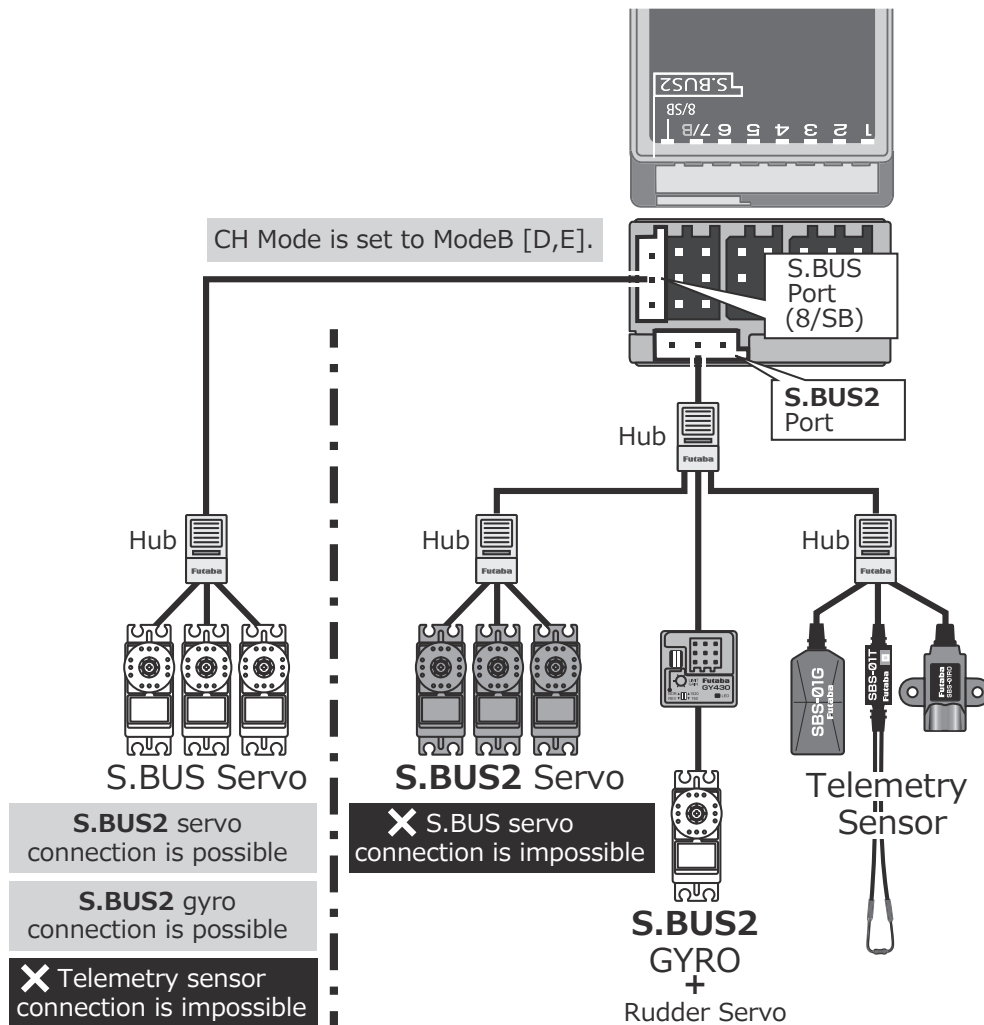 S.BUS2
8/SB
7/B 6 5 4 3 2 1
CH Mode is set to ModeB [D,E].
S.BUS
Port
(8/SB)
S.BUS2
Port
Hub
Futaba
Hub
Futaba
Hub
Futaba
Hub
Futaba
Futaba
GY430
SBS-01G
Futaba
SBS-01T
Futaba
Futaba
SBS-01RO
S.BUS Servo
S.BUS2 Servo
Telemetry
Sensor
S.BUS2 servo
connection is possible
S.BUS2 gyro
connection is possible
X Telemetry sensor
connection is impossible
X S.BUS servo
connection is impossible
S.BUS2
GYRO
+
Rudder Servo